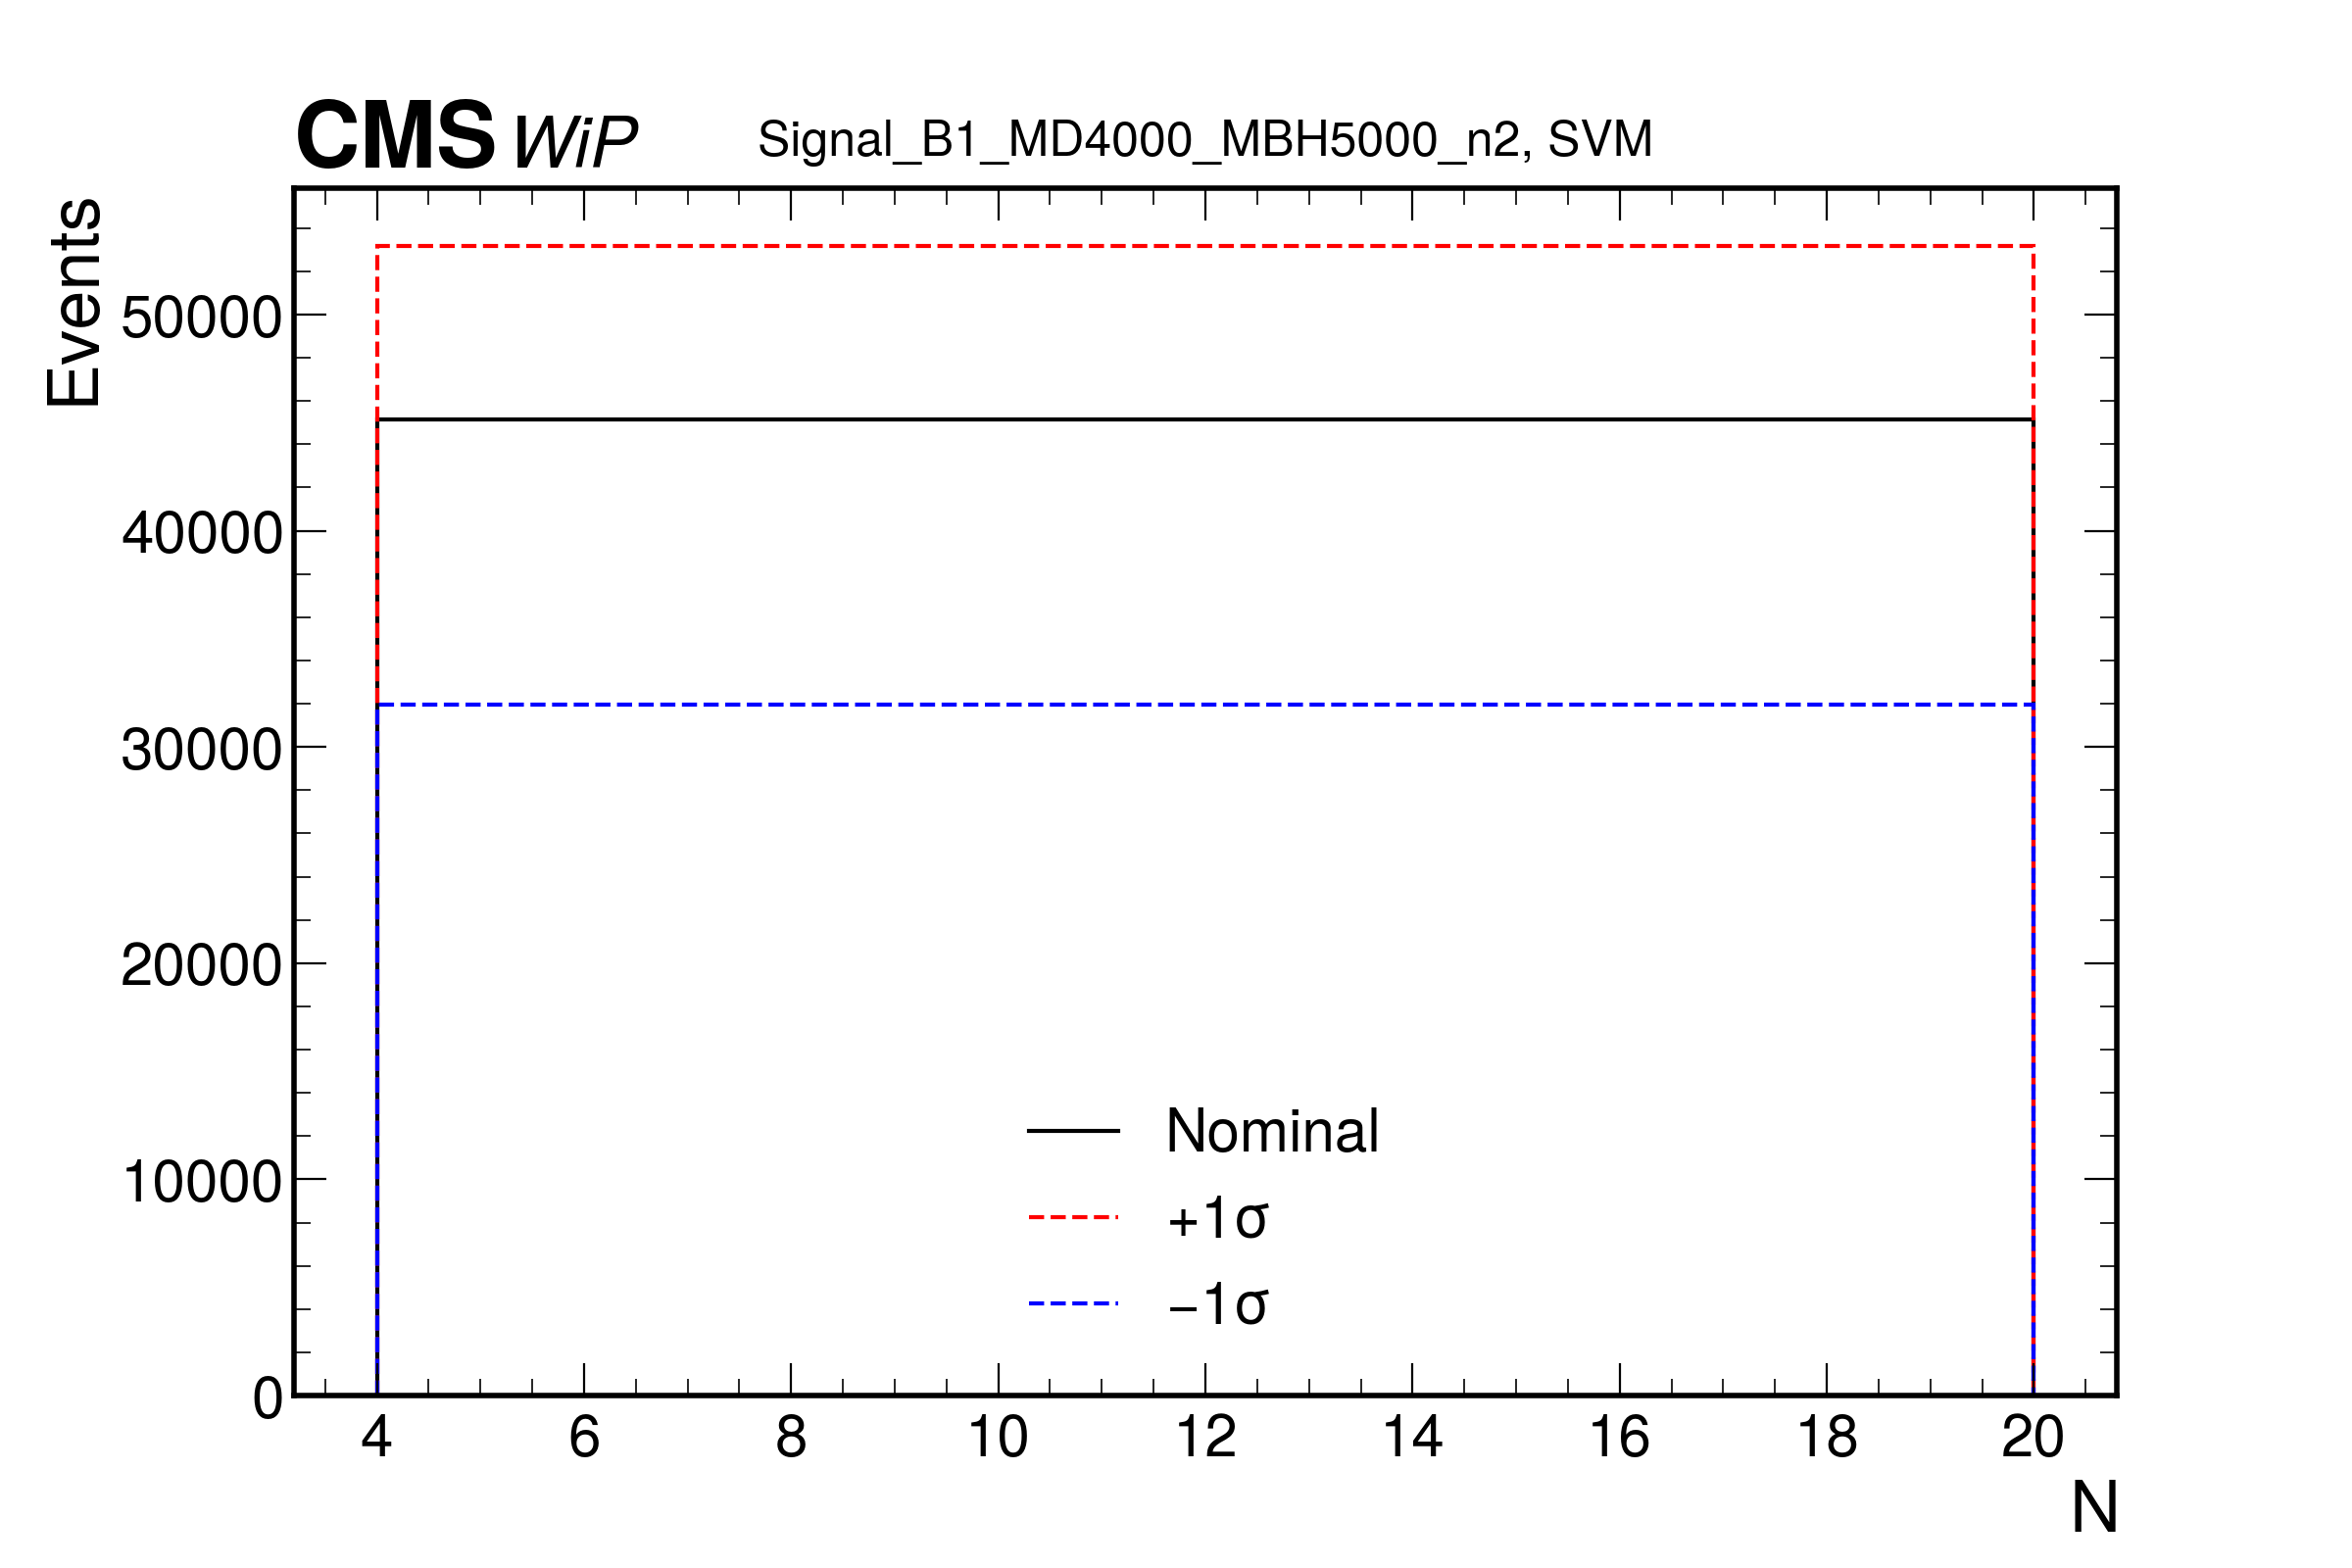 CMS WiP Signal_B1_MD4000_MBH5000_n2, SVM
Events
50000
40000
30000
20000
10000
0
Nominal
+1σ
−1σ
4 6 8 10 12 14 16 18 20
N